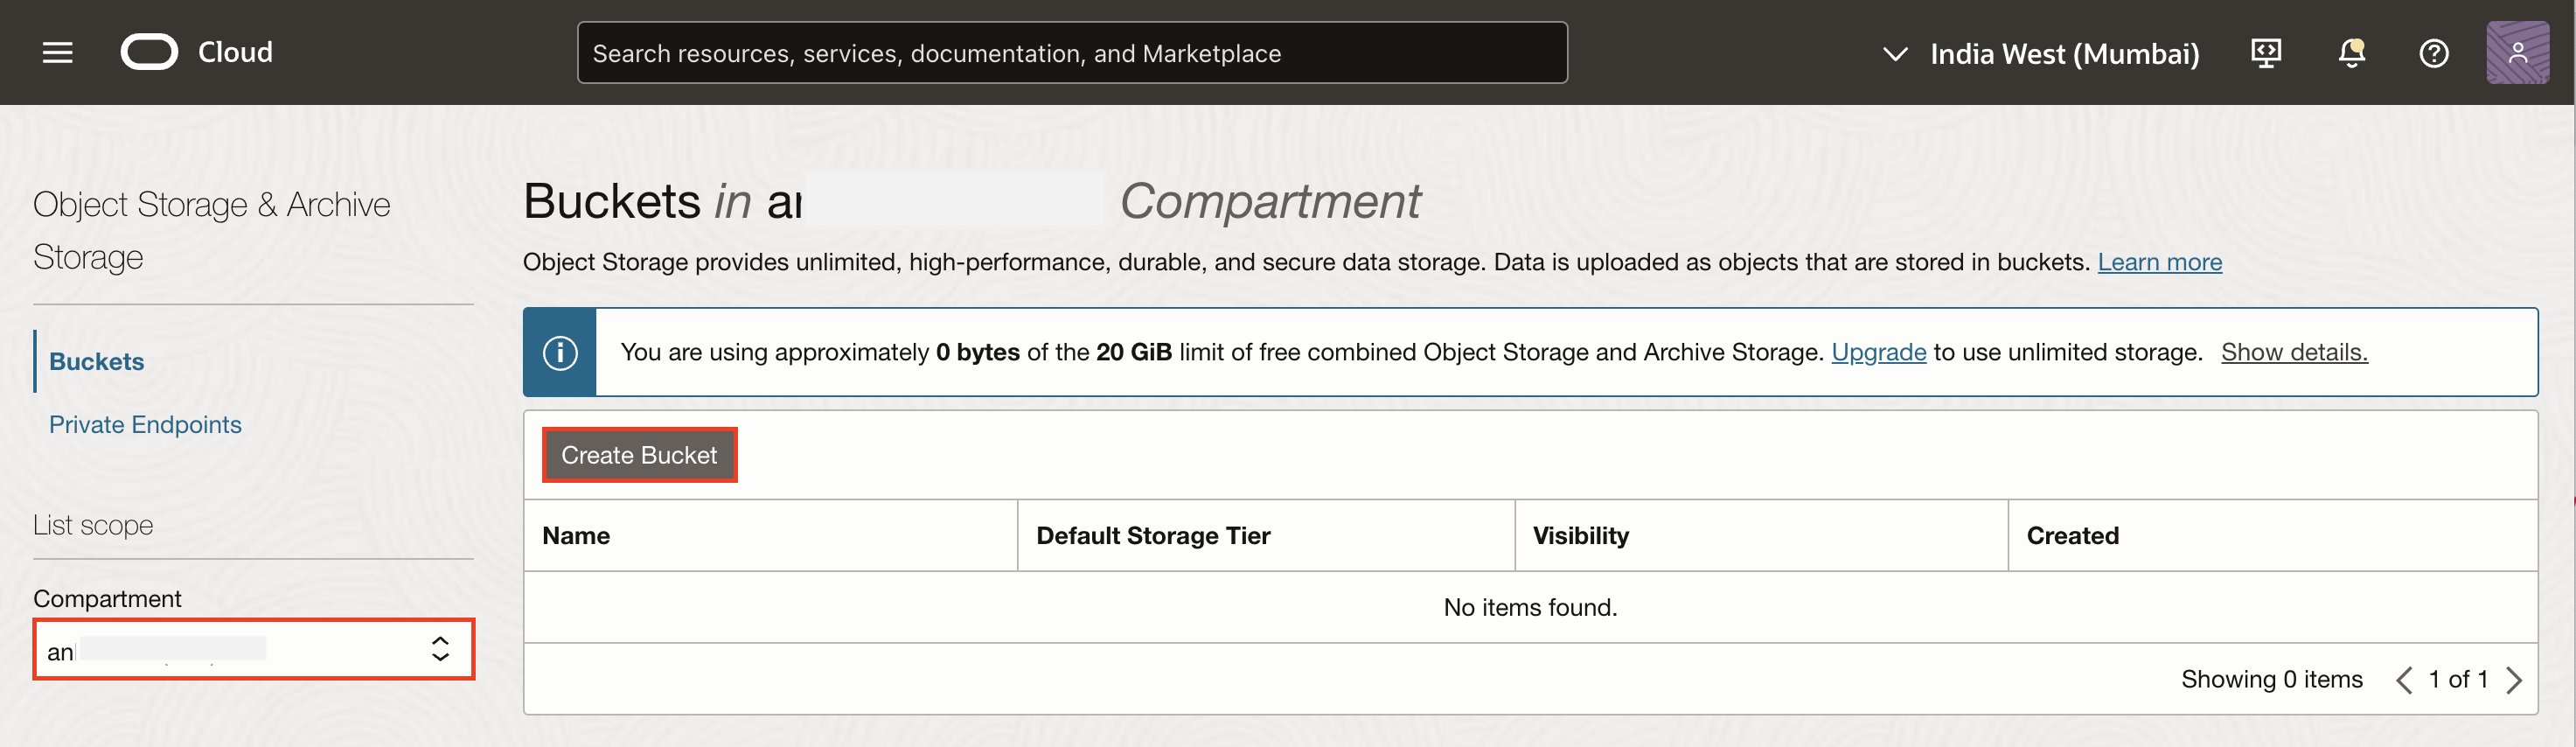 Cloud
Search resources, services, documentation, and Marketplace
India West (Mumbai)
Object Storage & Archive
Storage
Buckets
Private Endpoints
List scope
Compartment
an
Buckets in ar Compartment
Object Storage provides unlimited, high-performance, durable, and secure data storage. Data is uploaded as objects that are stored in buckets. Learn more
You are using approximately 0 bytes of the 20 GiB limit of free combined Object Storage and Archive Storage. Upgrade to use unlimited storage. Show details.
Create Bucket
Name Default Storage Tier Visibility Created
No items found.
Showing 0 items 1 of 1